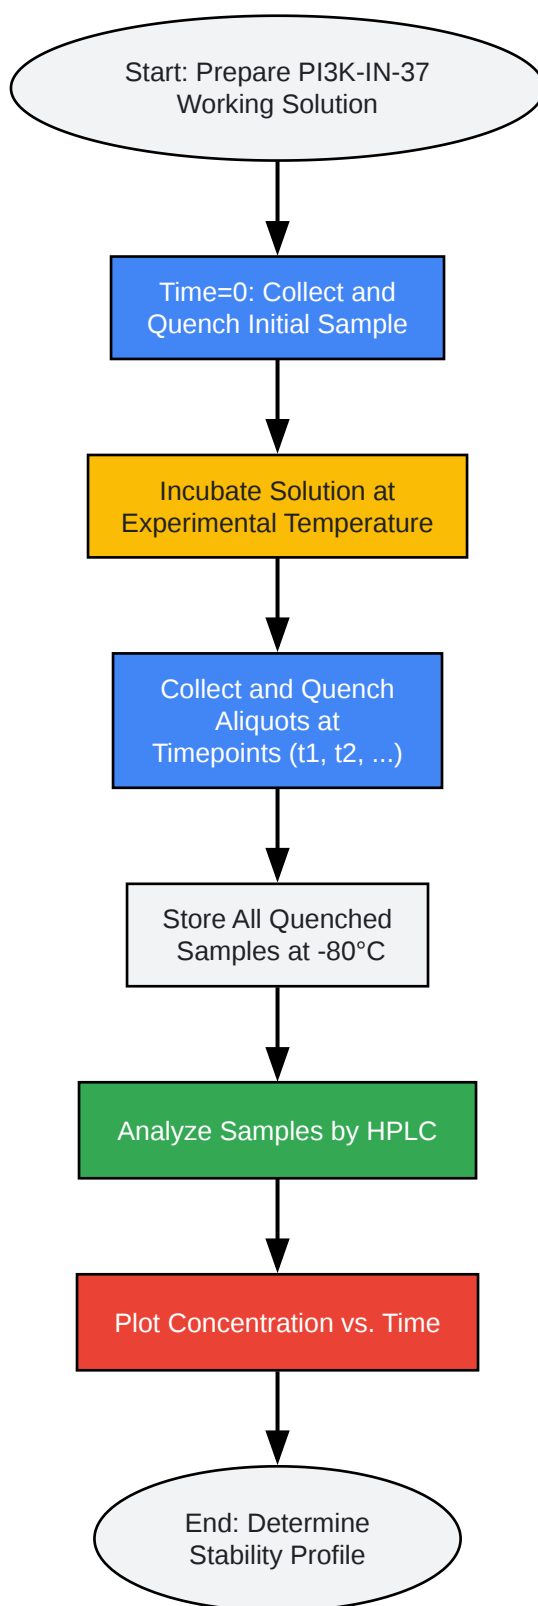 Start: Prepare PI3K-IN-37
Working Solution
Time=0: Collect and
Quench Initial Sample
Incubate Solution at
Experimental Temperature
Collect and Quench
Aliquots at
Timepoints (t1, t2, ...)
Store All Quenched
Samples at -80°C
Analyze Samples by HPLC
Plot Concentration vs. Time
End: Determine
Stability Profile